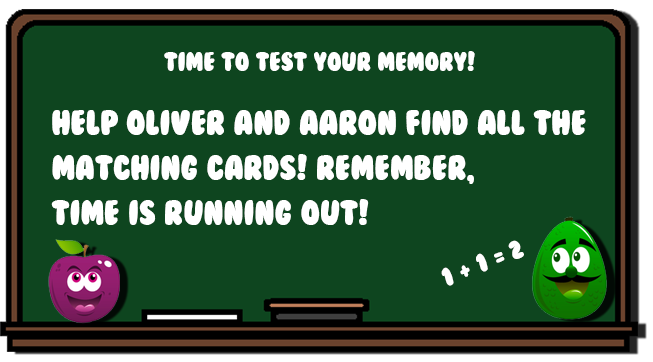 TIME TO TEST YOUR MEMORY!
HELP OLIVER AND AARON FIND ALL THE
MATCHING CARDS! REMEMBER,
TIME IS RUNNING OUT!
1 + 1 = 2